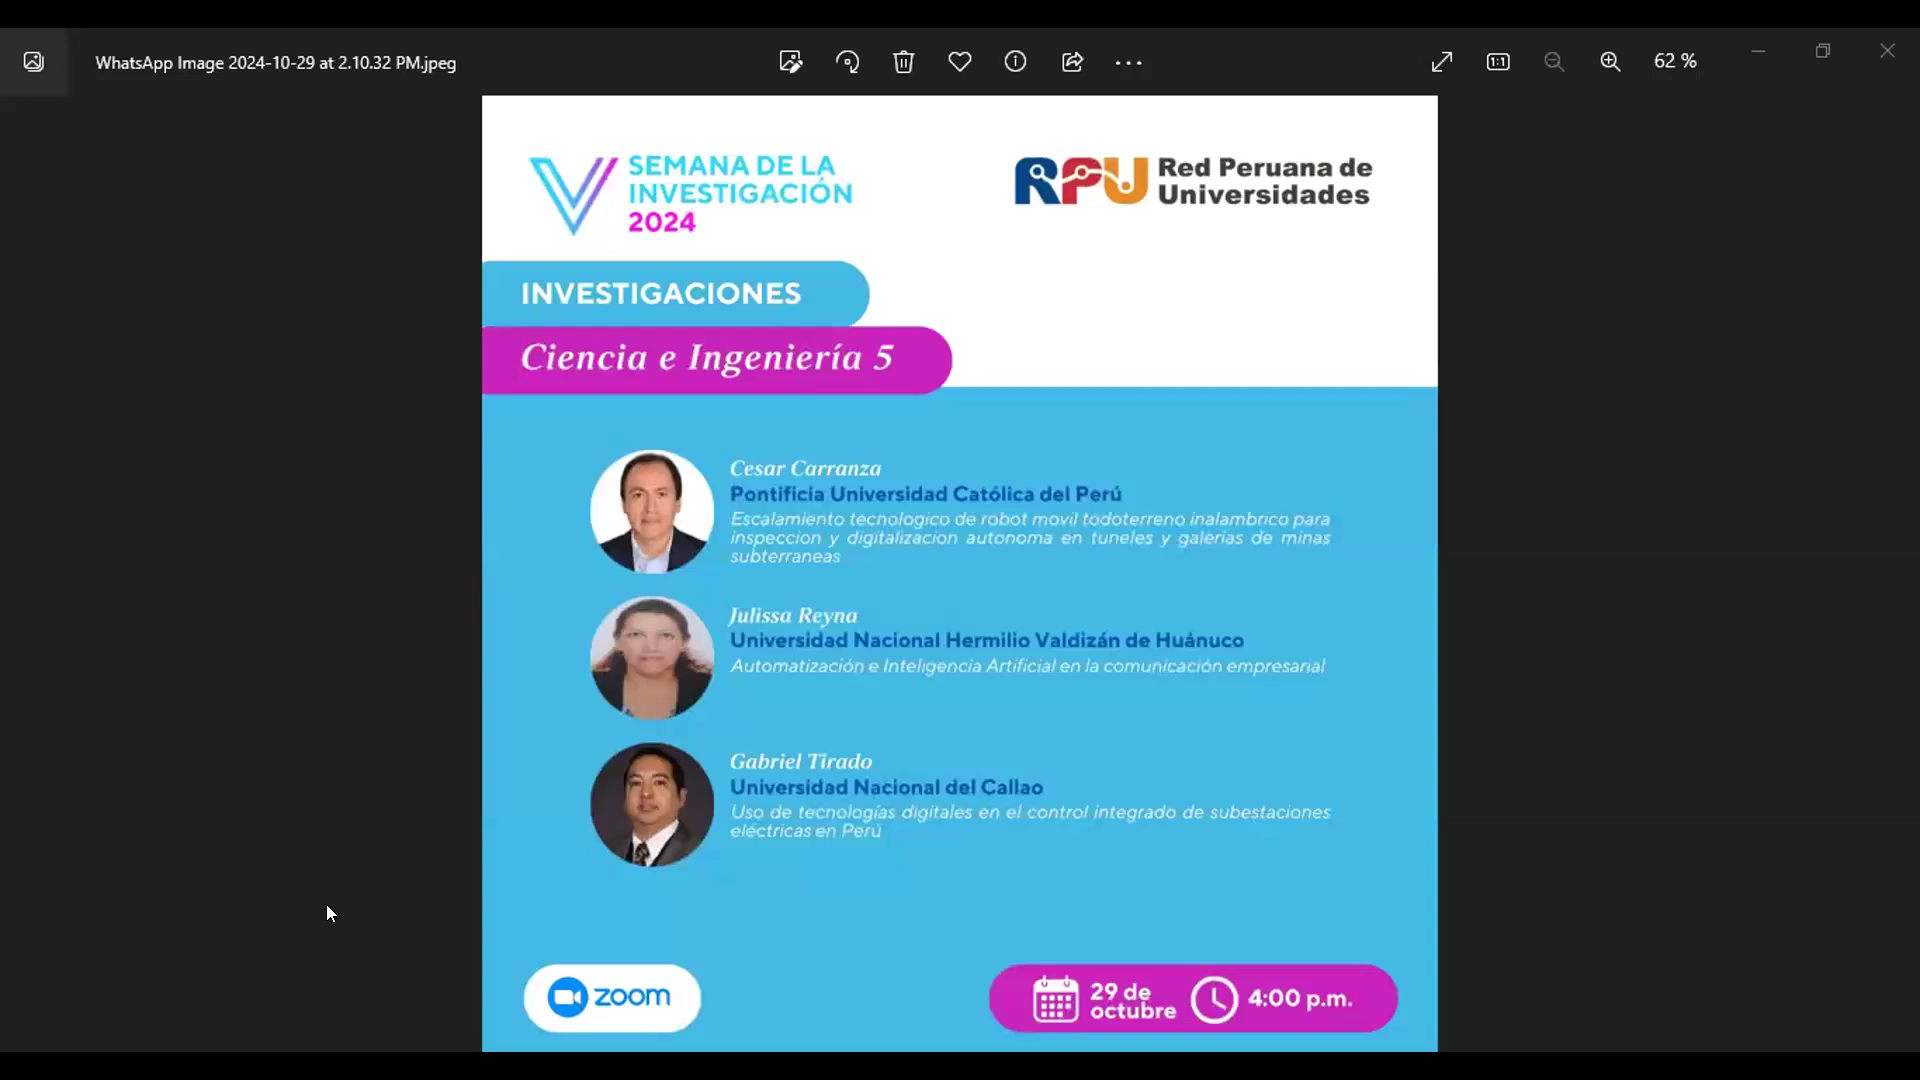 WhatsApp Image 2024-10-29 at 2.10.32 PM.jpeg
1:1
62 %
SEMANA DE LA
INVESTIGACIÓN
2024
RPU
Red Peruana de
Universidades
INVESTIGACIONES
Ciencia e Ingeniería 5
Cesar Carranza
Pontificia Universidad Católica del Perú
Escalamiento tecnologico de robot movil todoterreno inalambrico para
inspeccion y digitalizacion autonoma en tuneles y galerias de minas
subterraneas
Julissa Reyna
Universidad Nacional Hermilio Valdizán de Huánuco
Automatización e Inteligencia Artificial en la comunicación empresarial
Gabriel Tirado
Universidad Nacional del Callao
Uso de tecnologías digitales en el control integrado de subestaciones
eléctricas en Perú
zoom
29 de
octubre
4:00 p.m.